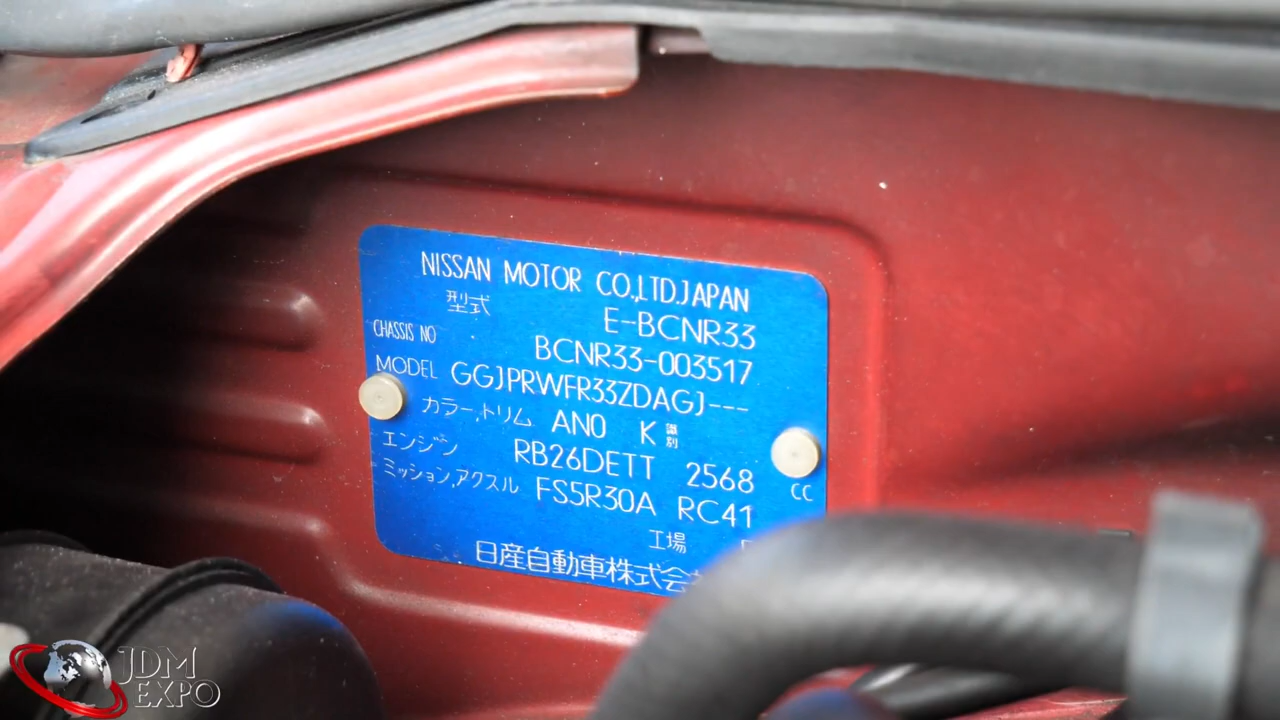 NISSAN MOTOR CO.,LTD.JAPAN
型式 E-BCNR33
CHASSIS NO BCNR33-003517
MODEL GGJPRWFR33ZDAGJ---
カラー,トリム AN0 K 識別
エンジン RB26DETT 2568 CC
ミッション,アクスル FS5R30A RC41
工場
日産自動車株式会
JDM
EXPO